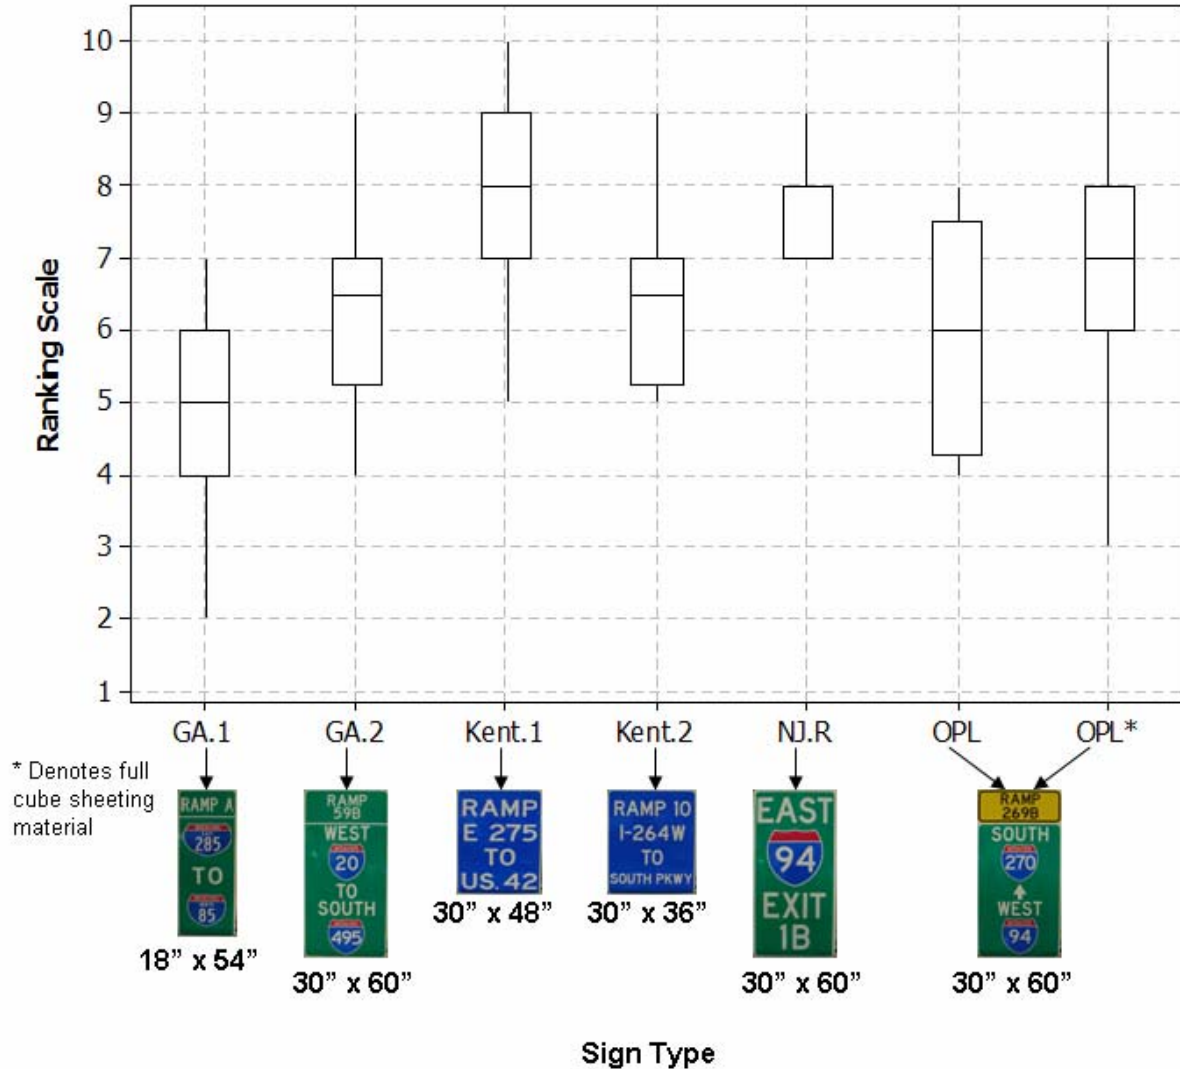 Ranking Scale
10
9
8
7
6
5
4
3
2
1
GA.1
GA.2
Kent.1
Kent.2
NJ.R
OPL
OPL*
* Denotes full
cube sheeting
material
RAMP A
285
TO
85
18” x 54”
RAMP
59B
WEST
20
TO
SOUTH
495
30” x 60”
RAMP
E 275
TO
US. 42
30” x 48”
RAMP 10
I-264W
TO
SOUTH PKWY
30” x 36”
EAST
94
EXIT
1B
30” x 60”
RAMP
269B
SOUTH
270
WEST
94
30” x 60”
Sign Type